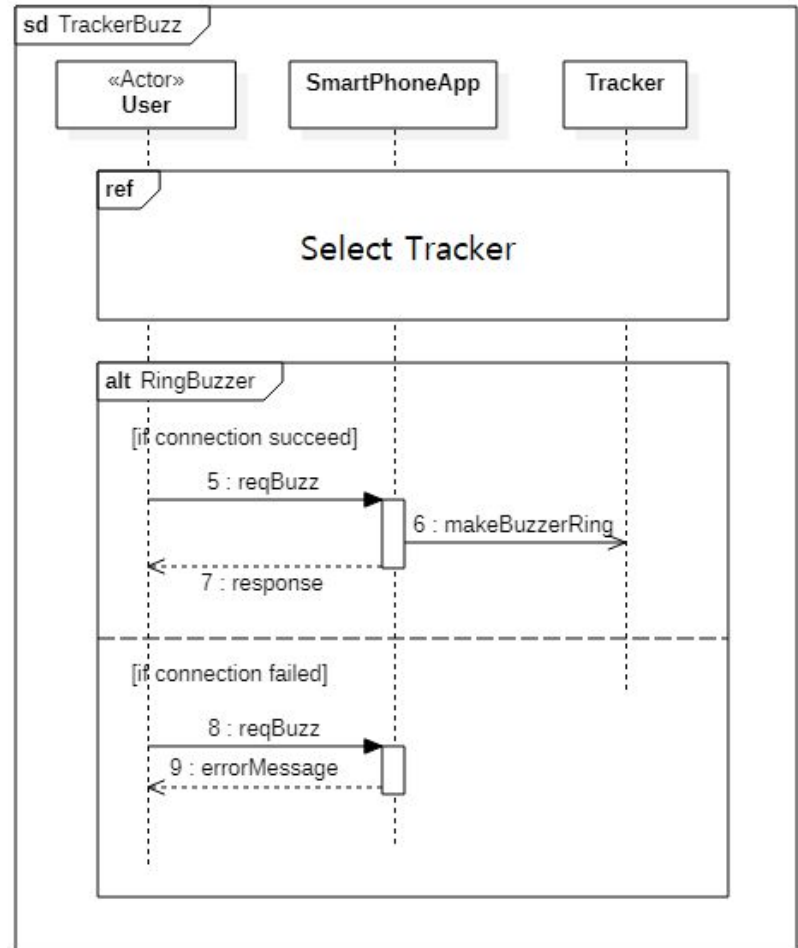 sd TrackerBuzz
«Actor»
User
SmartPhoneApp
Tracker
ref
Select Tracker
alt RingBuzzer
[if connection succeed]
5 : reqBuzz
6 : makeBuzzerRing
7 : response
[if connection failed]
8 : reqBuzz
9 : errorMessage